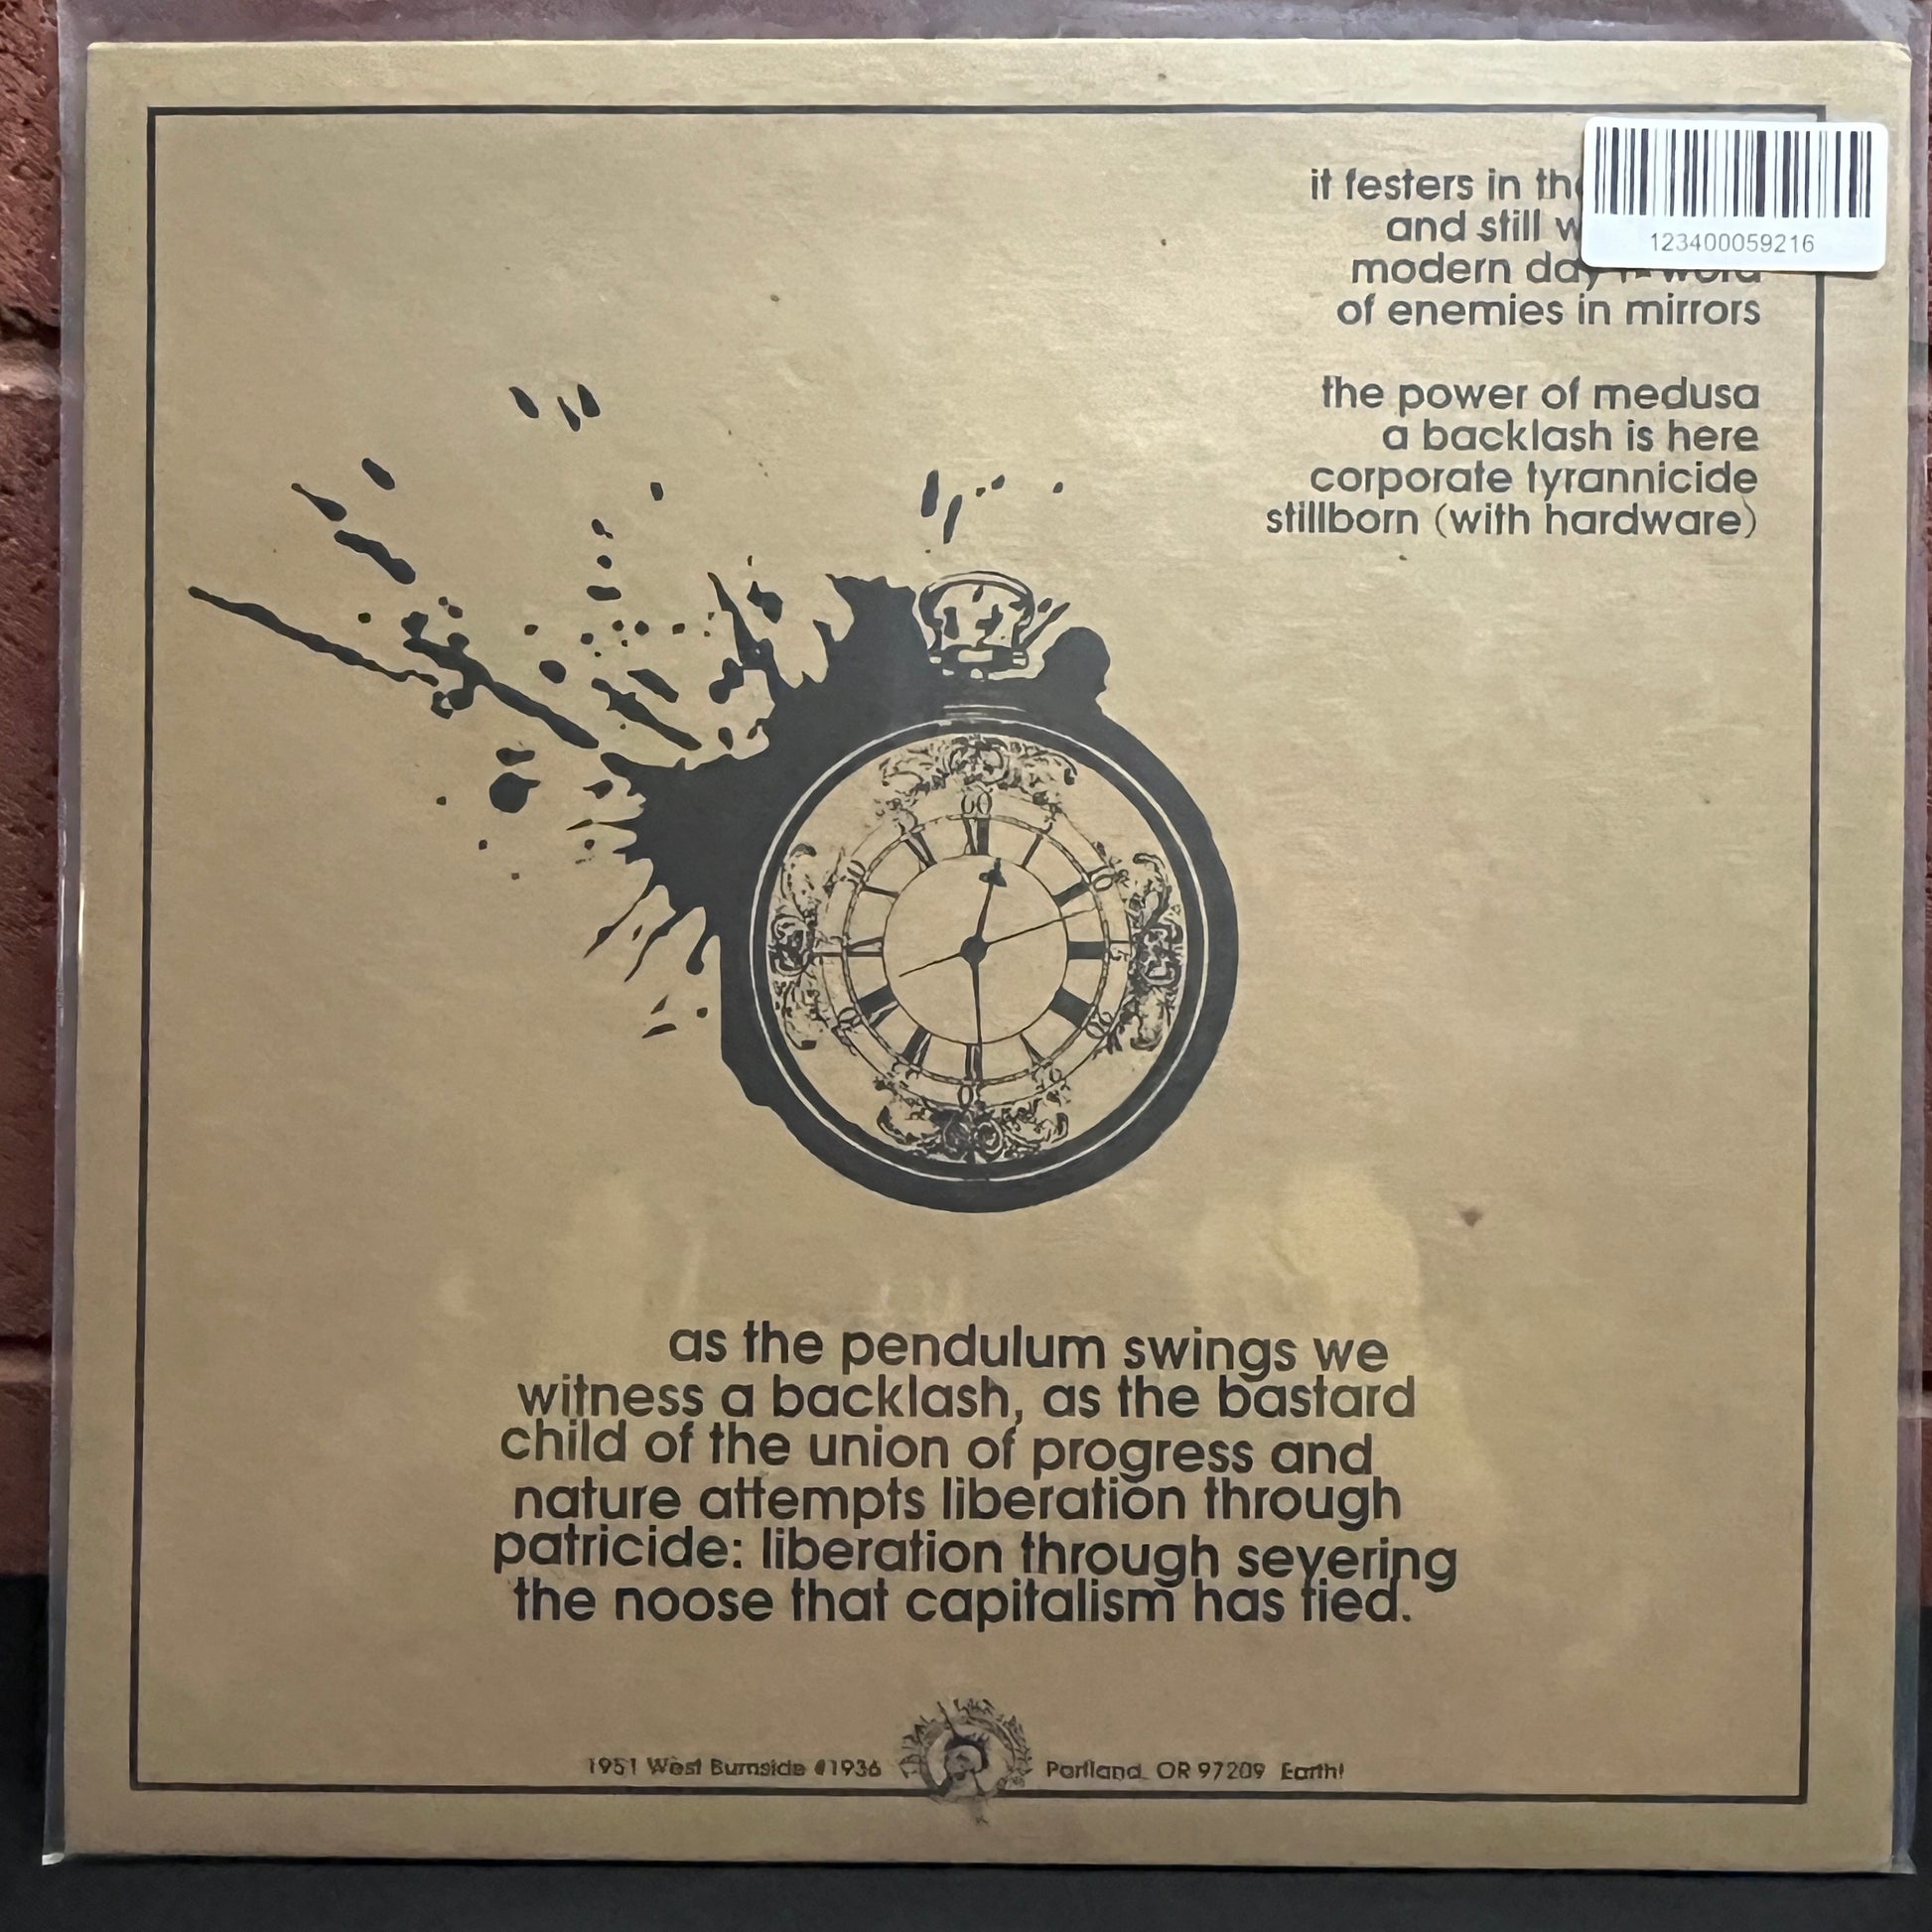 it festers in the
and still
123400059216
modern day
of enemies in mirrors
the power of medusa
a backlash is here
corporate tyrannicide
stillborn (with hardware)
60
as the pendulum swings we
witness a backlash, as the bastard
child of the union of progress and
nature attempts liberation through
patricide: liberation through severing
the noose that capitalism has tied.
1951 West Burnside #1936 Portland, OR 97209 Earth!